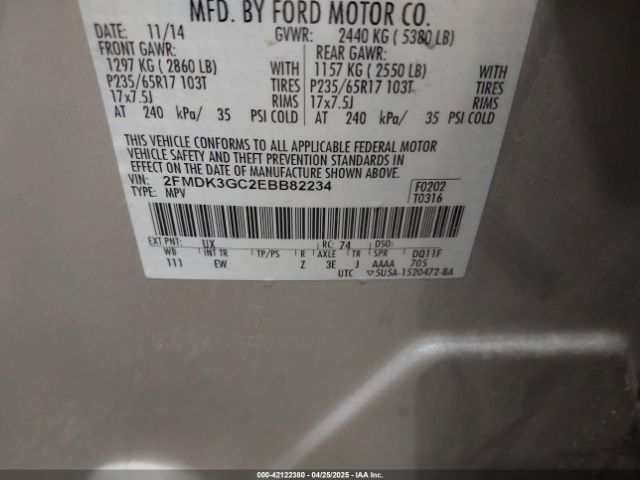 MFD. BY FORD MOTOR CO.
DATE: 11/14 GVWR: 2440 KG ( 5380 LB)
FRONT GAWR: REAR GAWR:
1297 KG ( 2860 LB) WITH 1157 KG ( 2550 LB) WITH
P235/65R17 103T TIRES P235/65R17 103T TIRES
17x7.5J RIMS 17x7.5J RIMS
AT 240 kPa/ 35 PSI COLD AT 240 kPa/ 35 PSI COLD
THIS VEHICLE CONFORMS TO ALL APPLICABLE FEDERAL MOTOR
VEHICLE SAFETY AND THEFT PREVENTION STANDARDS IN
EFFECT ON THE DATE OF MANUFACTURE SHOWN ABOVE.
VIN: 2FMDK3GC2EBB82234 F0202
TYPE: MPV T0316
EXT PNT: UX RC: 74 DSO:
WB INT TR TP/PS R AXLE TR SPR DQ11F
111 EW Z 3E J AAAA 705
UTC ▽5U5A-1520472-BA
000-42122380 - 04/25/2025 - IAAI.COM